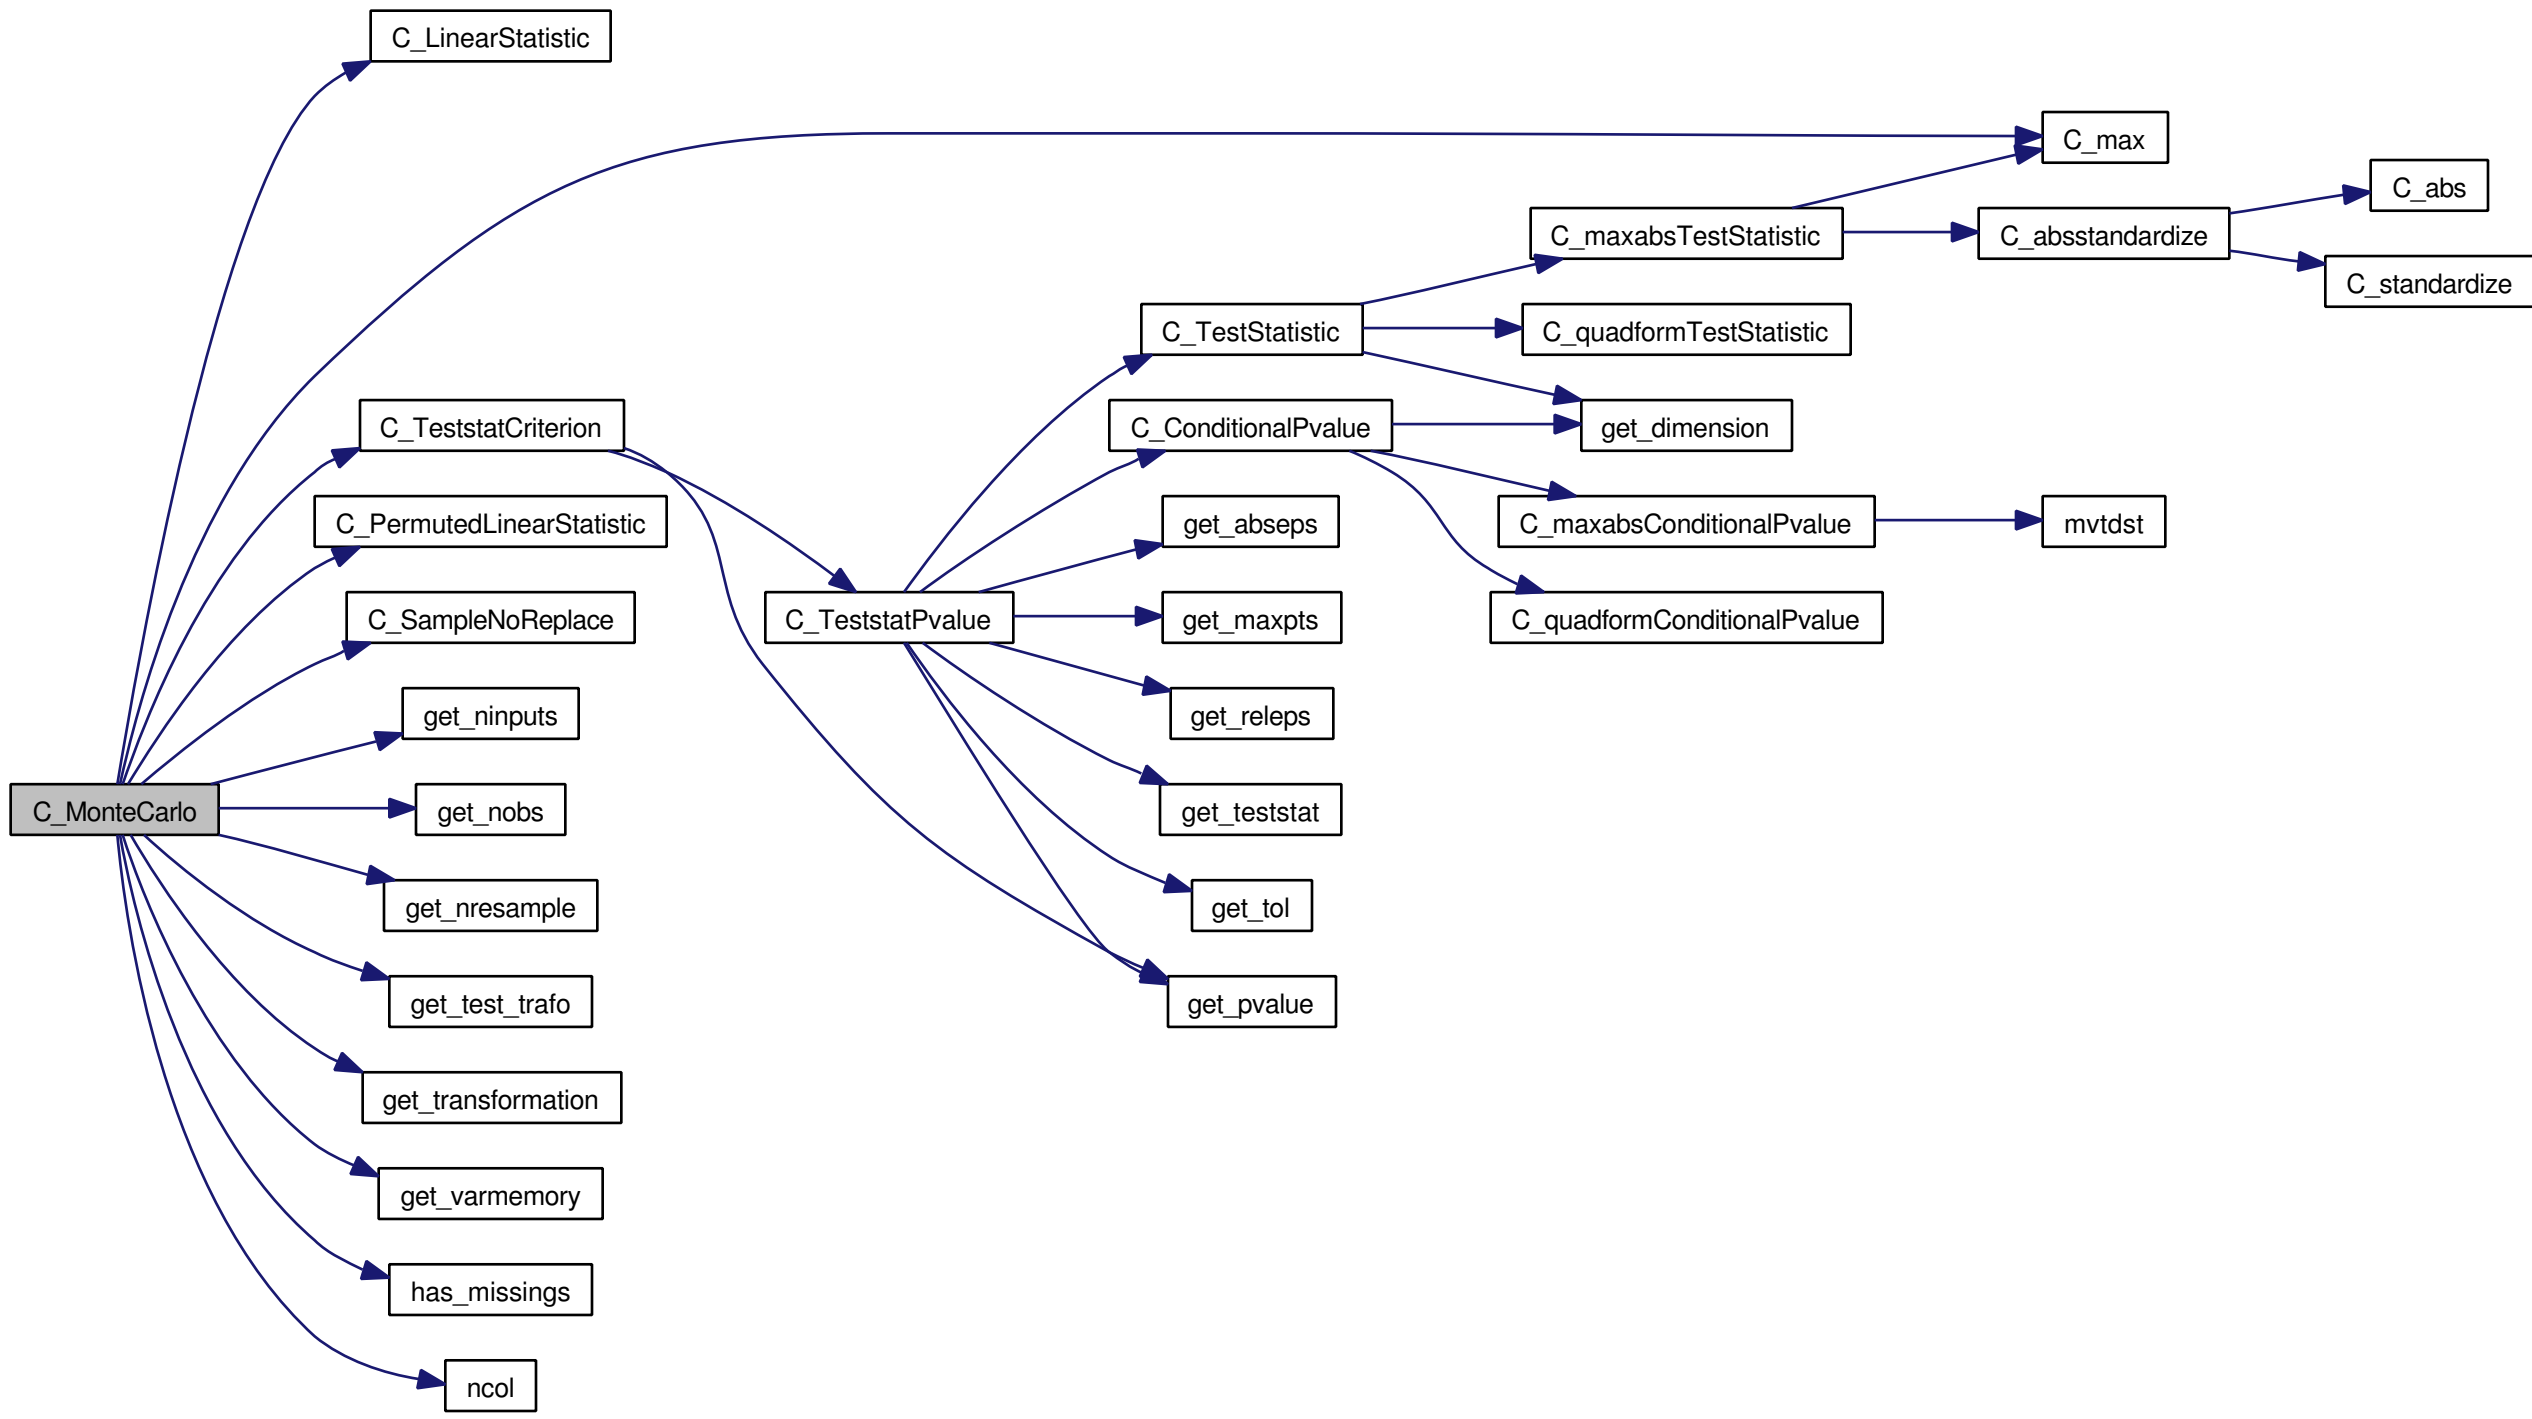 C_LinearStatistic
C_max
C_abs
C_maxabsTestStatistic
C_absstandardize
C_standardize
C_TestStatistic
C_quadformTestStatistic
C_TeststatCriterion
C_ConditionalPvalue
get_dimension
C_PermutedLinearStatistic
get_abseps
C_maxabsConditionalPvalue
mvtdst
C_SampleNoReplace
C_TeststatPvalue
get_maxpts
C_quadformConditionalPvalue
get_ninputs
get_releps
C_MonteCarlo
get_nobs
get_teststat
get_nresample
get_tol
get_test_trafo
get_pvalue
get_transformation
get_varmemory
has_missings
ncol